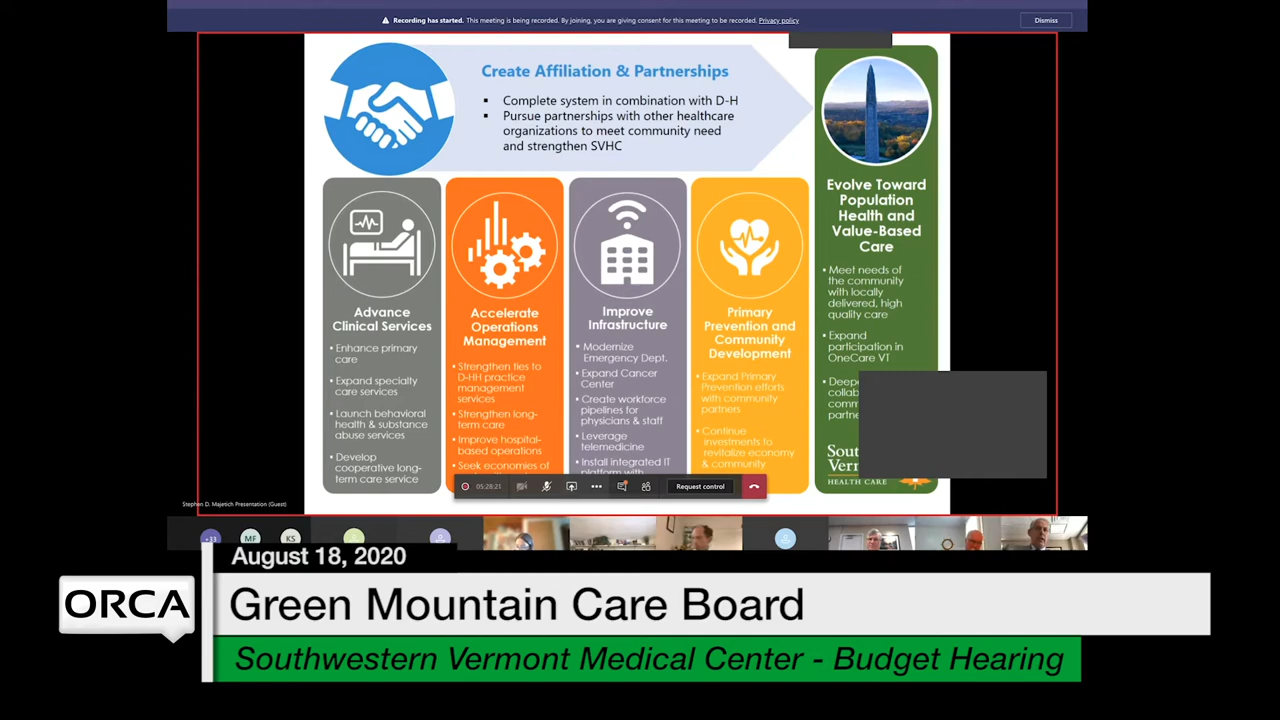 Recording has started. This meeting is being recorded. By joining, you are giving consent for this meeting to be recorded. Privacy policy
Dismiss
Create Affiliation & Partnerships
▪ Complete system in combination with D-H
▪ Pursue partnerships with other healthcare
organizations to meet community need
and strengthen SVHC
Advance
Clinical Services
• Enhance primary
care
• Expand specialty
care services
• Launch behavioral
health & substance
abuse services
• Develop
cooperative long-
term care service
Accelerate
Operations
Management
• Strengthen ties to
D-HH practice
management
services
• Strengthen long-
term care
• Improve hospital-
based operations
• Seek economies of
Improve
Infrastructure
• Modernize
Emergency Dept.
• Expand Cancer
Center
• Create workforce
pipelines for
physicians & staff
• Leverage
telemedicine
• Install integrated IT
platform with
Primary
Prevention and
Community
Development
• Expand Primary
Prevention efforts
with community
partners
• Continue
investments to
revitalize economy
& community
Evolve Toward
Population
Health and
Value-Based
Care
• Meet needs of
the community
with locally
delivered, high
quality care
• Expand
participation in
OneCare VT
HEALTH CARE
05:28:21
Request control
Stephen D. Majetich Presentation (Guest)
+33
MF
KS
August 18, 2020
ORCA
Green Mountain Care Board
Southwestern Vermont Medical Center - Budget Hearing